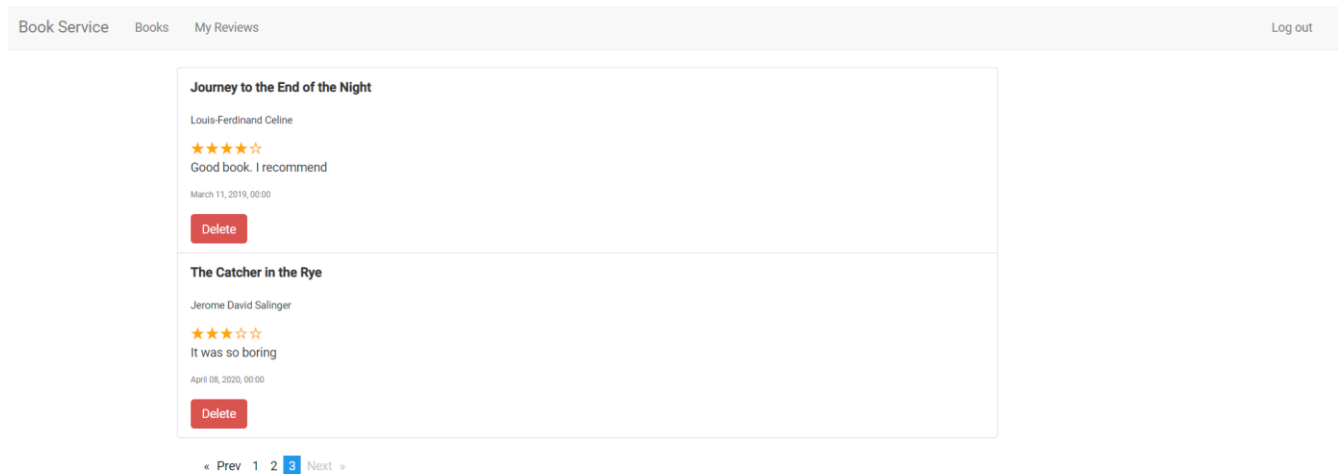 Book Service Books My Reviews Log out
Journey to the End of the Night
Louis-Ferdinand Celine
★★★★☆
Good book. I recommend
March 11, 2019, 00:00
Delete
The Catcher in the Rye
Jerome David Salinger
★★★☆☆
It was so boring
April 08, 2020, 00:00
Delete
« Prev 1 2 3 Next »